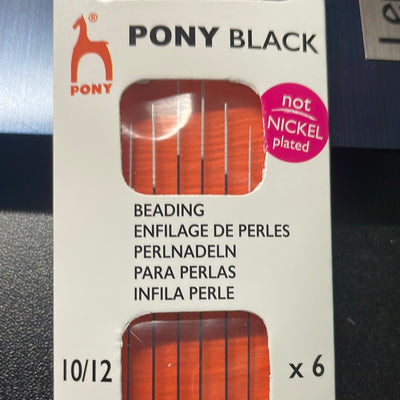 PONY BLACK
PONY
not
NICKEL
plated
BEADING
ENFILAGE DE PERLES
PERLNADELN
PARA PERLAS
INFILA PERLE
10/12
x 6